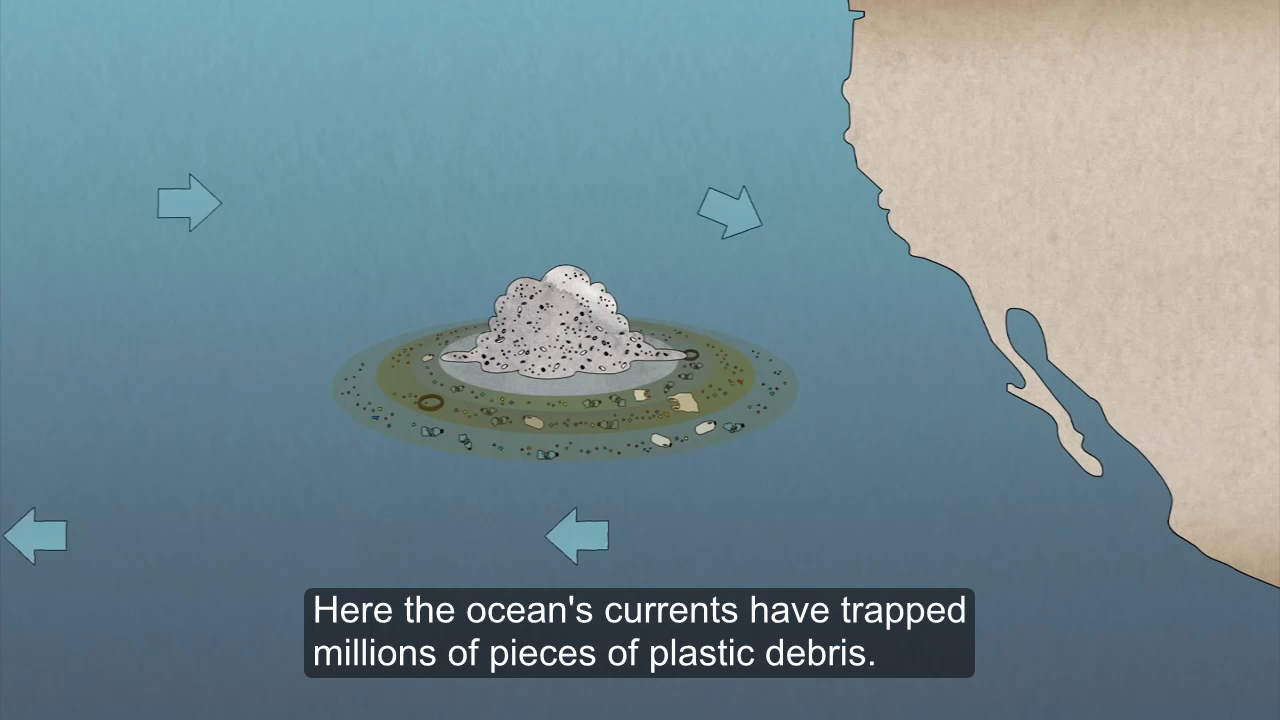 Here the ocean's currents have trapped
millions of pieces of plastic debris.